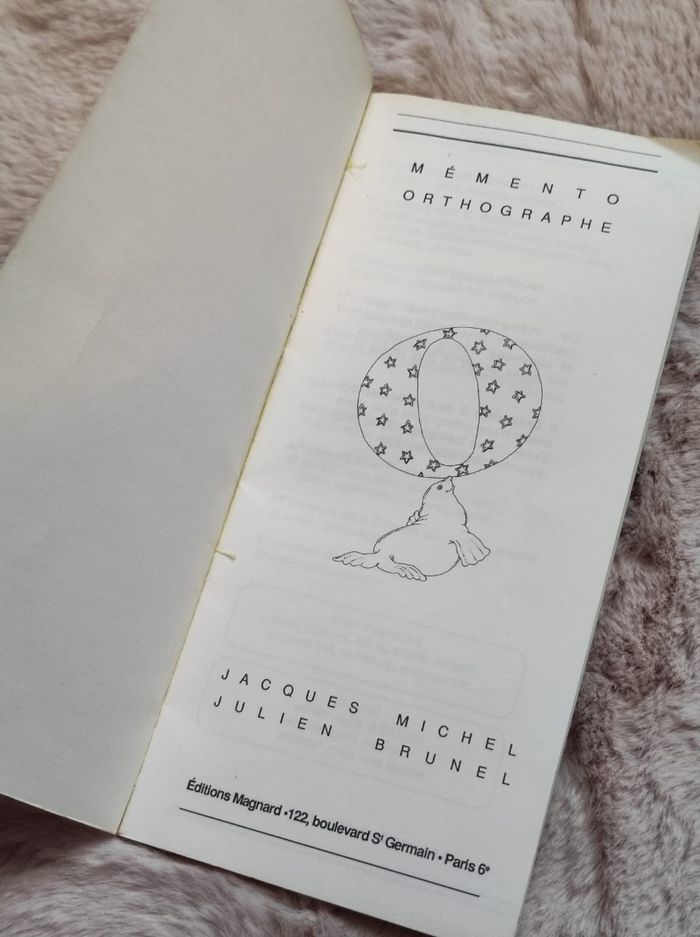 MÉMENTO
ORTHOGRAPHE
JACQUES MICHEL
JULIEN BRUNEL
Éditions Magnard • 122, boulevard Sᵗ Germain • Paris 6ᵉ